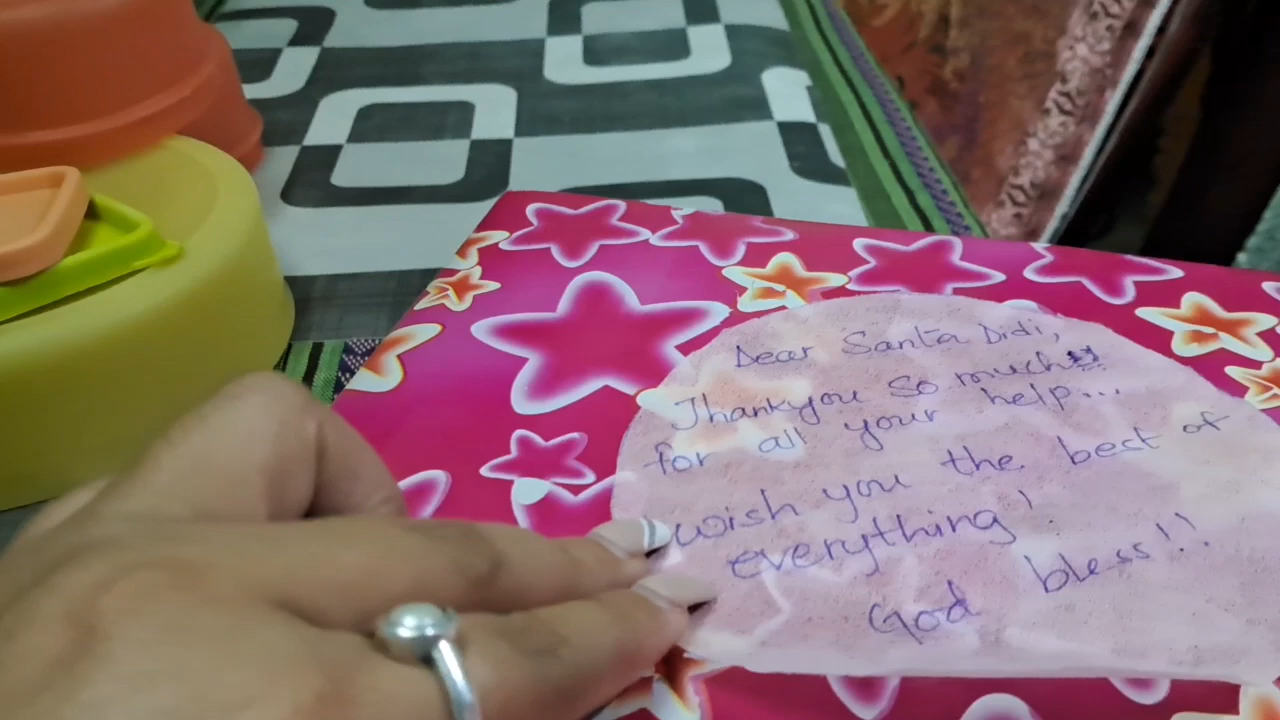 Dear Santa Didi,
Thankyou so much!!
for all your help...
wish you the best of
everything!
God bless!!